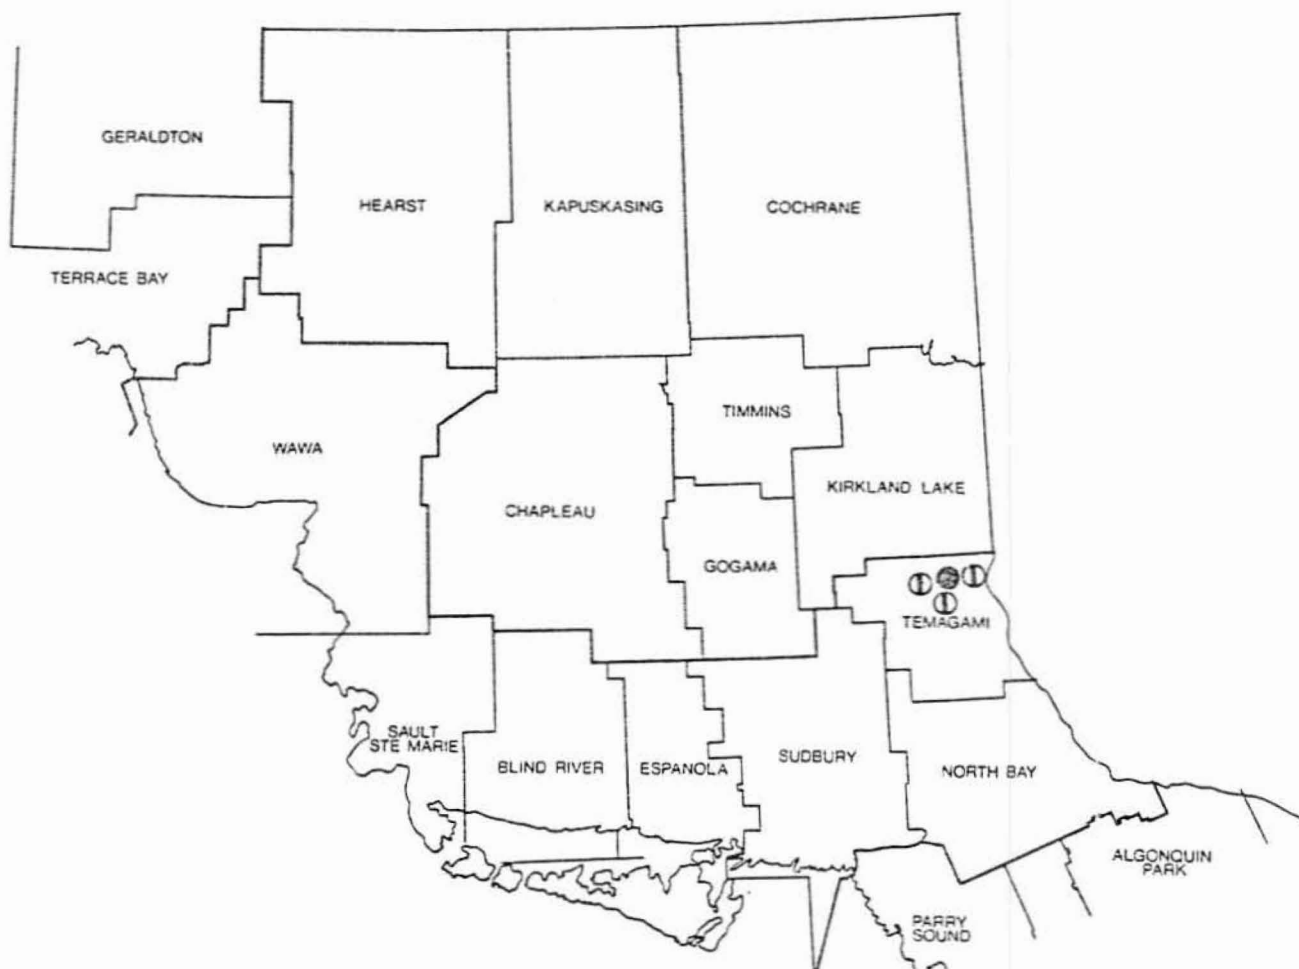 GERALDTON
HEARST
KAPUSKASING
COCHRANE
TERRACE BAY
TIMMINS
WAWA
KIRKLAND LAKE
CHAPLEAU
GOGAMA
TEMAGAMI
SAULT
STE MARIE
BLIND RIVER
ESPANOLA
SUDBURY
NORTH BAY
ALGONQUIN
PARK
PARRY
SOUND